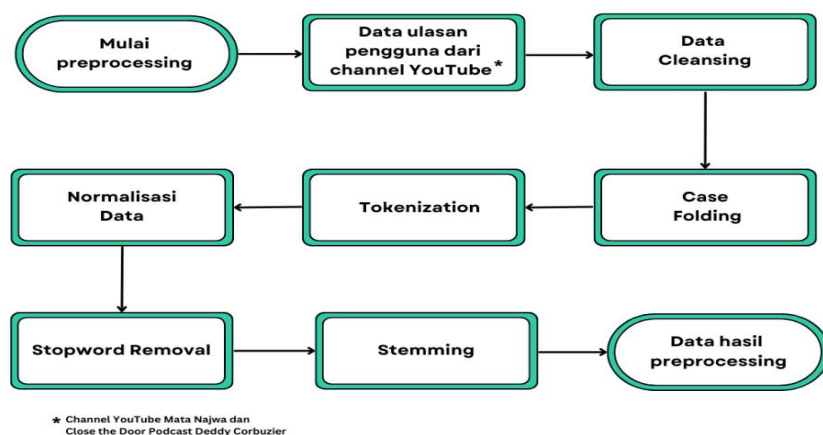 Mulai
preprocessing
Data ulasan
pengguna dari
channel YouTube*
Data
Cleansing
Case
Folding
Tokenization
Normalisasi
Data
Stopword Removal
Stemming
Data hasil
preprocessing
* Channel YouTube Mata Najwa dan
Close the Door Podcast Deddy Corbuzier